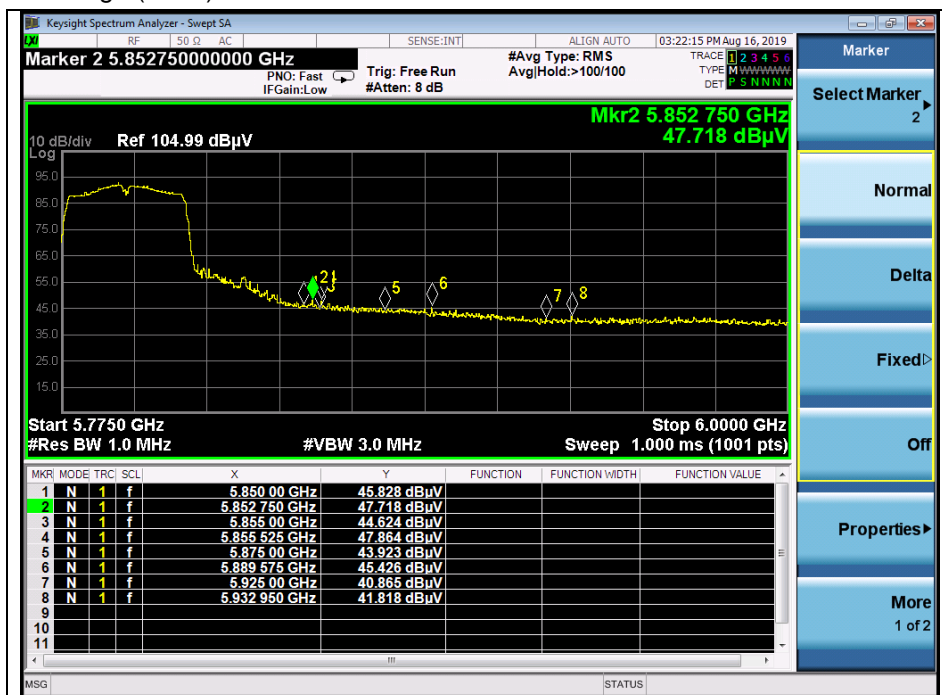 Keysight Spectrum Analyzer - Swept SA
LXI RF 50 Ω AC SENSE:INT ALIGN AUTO 03:22:15 PM Aug 16, 2019
Marker 2 5.852750000000 GHz
PNO: Fast
IFGain:Low
Trig: Free Run
#Atten: 8 dB
#Avg Type: RMS
Avg|Hold:>100/100
TRACE 1 2 3 4 5 6
TYPE M WWWWW
DET P S N N N N
Mkr2 5.852 750 GHz
47.718 dBµV
10 dB/div Ref 104.99 dBµV
Log
95.0
85.0
75.0
65.0
55.0
45.0
35.0
25.0
15.0
2
5
6
7
8
Start 5.7750 GHz
Stop 6.0000 GHz
#Res BW 1.0 MHz #VBW 3.0 MHz Sweep 1.000 ms (1001 pts)
MKR MODE TRC SCL X Y FUNCTION FUNCTION WIDTH FUNCTION VALUE
1 N 1 f 5.850 00 GHz 45.828 dBµV
2 N 1 f 5.852 750 GHz 47.718 dBµV
3 N 1 f 5.855 00 GHz 44.624 dBµV
4 N 1 f 5.855 525 GHz 47.864 dBµV
5 N 1 f 5.875 00 GHz 43.923 dBµV
6 N 1 f 5.889 575 GHz 45.426 dBµV
7 N 1 f 5.925 00 GHz 40.865 dBµV
8 N 1 f 5.932 950 GHz 41.818 dBµV
9
10
11
MSG STATUS
Marker
Select Marker
2
Normal
Delta
Fixed
Off
Properties
More
1 of 2